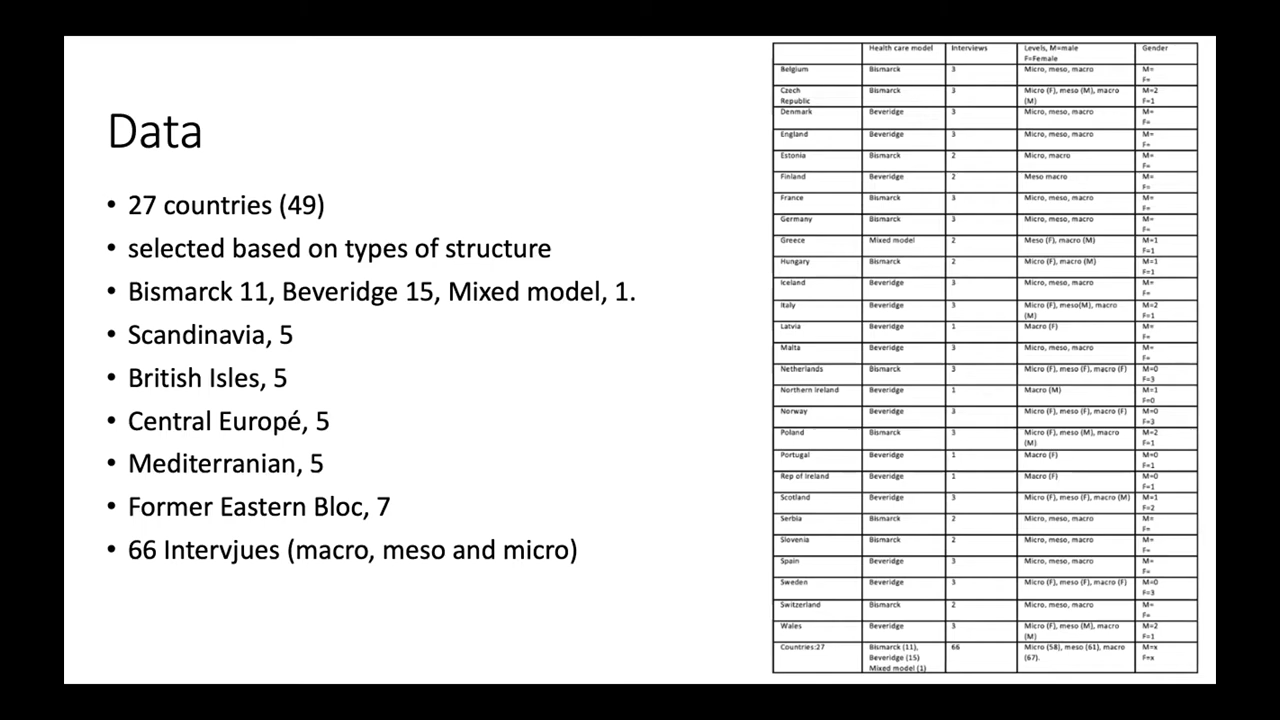 Data
• 27 countries (49)
• selected based on types of structure
• Bismarck 11, Beveridge 15, Mixed model, 1.
• Scandinavia, 5
• British Isles, 5
• Central Europé, 5
• Mediterranian, 5
• Former Eastern Bloc, 7
• 66 Intervjues (macro, meso and micro)
Health care model Interviews Levels, M=male Gender
F=Female
Belgium Bismarck 3 Micro, meso, macro M=
F=
Czech Bismarck 3 Micro (F), meso (M), macro M=2
Republic (M) F=1
Denmark Beveridge 3 Micro, meso, macro M=
F=
England Beveridge 3 Micro, meso, macro M=
F=
Estonia Bismarck 2 Micro, macro M=
F=
Finland Beveridge 2 Meso macro M=
F=
France Bismarck 3 Micro, meso, macro M=
F=
Germany Bismarck 3 Micro, meso, macro M=
F=
Greece Mixed model 2 Meso (F), macro (M) M=1
F=1
Hungary Bismarck 2 Micro (F), macro (M) M=1
F=1
Iceland Beveridge 3 Micro, meso, macro M=
F=
Italy Beveridge 3 Micro (F), meso(M), macro M=2
(M) F=1
Latvia Beveridge 1 Macro (F) M=
F=
Malta Beveridge 3 Micro, meso, macro M=
F=
Netherlands Bismarck 3 Micro (F), meso (F), macro (F) M=0
F=3
Northern Ireland Beveridge 1 Macro (M) M=1
F=0
Norway Beveridge 3 Micro (F), meso (F), macro (F) M=0
F=3
Poland Bismarck 3 Micro (F), meso (M), macro M=2
(M) F=1
Portugal Beveridge 1 Macro (F) M=0
F=1
Rep of Ireland Beveridge 1 Macro (F) M=0
F=1
Scotland Beveridge 3 Micro (F), meso (F), macro (M) M=1
F=2
Serbia Bismarck 2 Micro, meso, macro M=
F=
Slovenia Bismarck 2 Micro, meso, macro M=
F=
Spain Beveridge 3 Micro, meso, macro M=
F=
Sweden Beveridge 3 Micro (F), meso (F), macro (F) M=0
F=3
Switzerland Bismarck 2 Micro, meso, macro M=
F=
Wales Beveridge 3 Micro (F), meso (M), macro M=2
(M) F=1
Countries:27 Bismarck (11), 66 Micro (58), meso (61), macro M=x
Beveridge (15) (67). F=x
Mixed model (1)